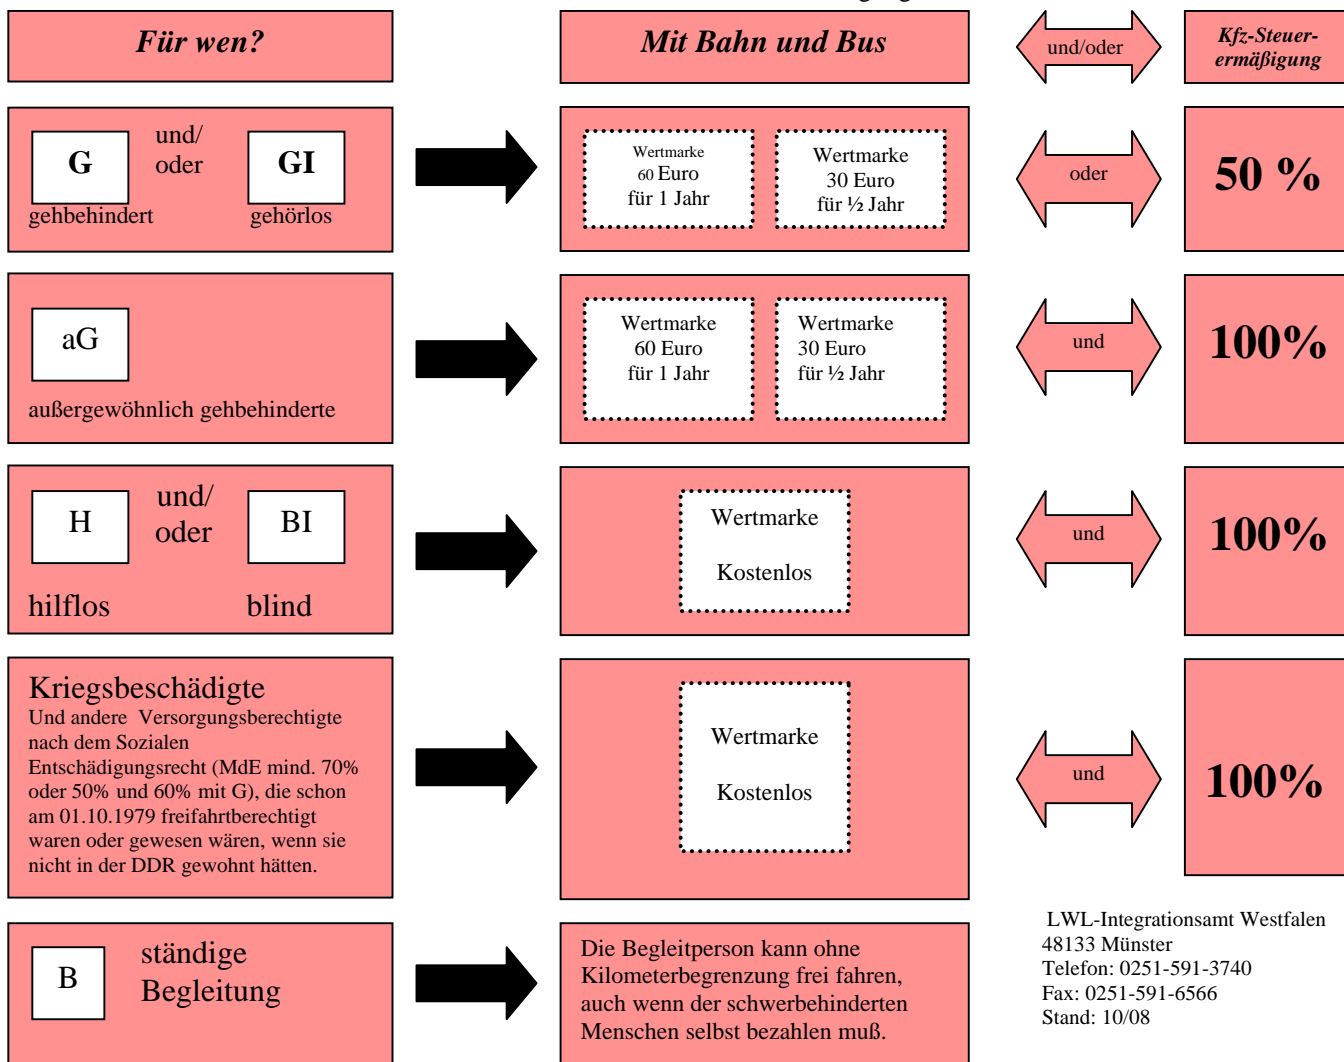 Für wen?
Mit Bahn und Bus
und/oder
Kfz-Steuer-
ermäßigung
G
und/
oder
GI
gehbehindert
gehörlos
Wertmarke
60 Euro
für 1 Jahr
Wertmarke
30 Euro
für ½ Jahr
oder
50 %
aG
außergewöhnlich gehbehinderte
Wertmarke
60 Euro
für 1 Jahr
Wertmarke
30 Euro
für ½ Jahr
und
100%
H
und/
oder
BI
hilflos
blind
Wertmarke
Kostenlos
und
100%
Kriegsbeschädigte
Und andere Versorgungsberechtigte
nach dem Sozialen
Entschädigungsrecht (MdE mind. 70%
oder 50% und 60% mit G), die schon
am 01.10.1979 freifahrtberechtigt
waren oder gewesen wären, wenn sie
nicht in der DDR gewohnt hätten.
Wertmarke
Kostenlos
und
100%
B
ständige
Begleitung
Die Begleitperson kann ohne
Kilometerbegrenzung frei fahren,
auch wenn der schwerbehinderten
Menschen selbst bezahlen muß.
LWL-Integrationsamt Westfalen
48133 Münster
Telefon: 0251-591-3740
Fax: 0251-591-6566
Stand: 10/08